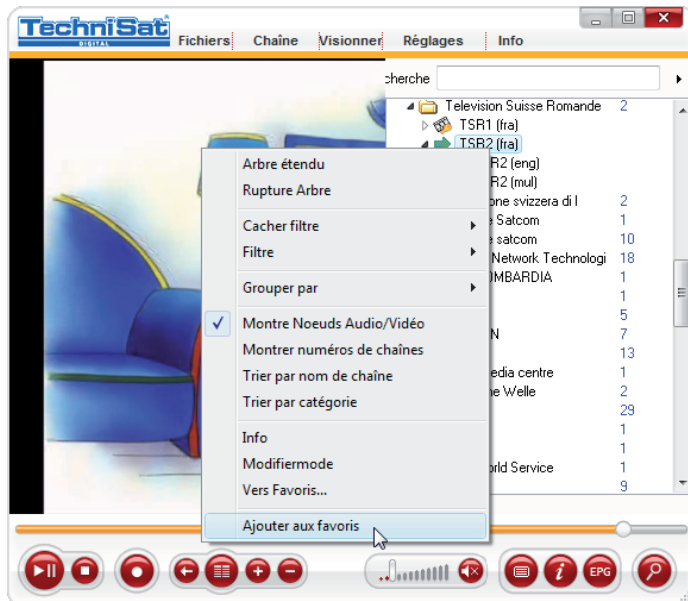 TechniSat
DIGITAL
Fichiers Chaîne Visionner Réglages Info
cherche
Television Suisse Romande 2
TSR1 (fra)
TSR2 (fra)
R2 (eng)
R2 (mul)
one svizzera di l 2
Satcom 1
satcom 10
Network Technologi 18
OMBARDIA 1
1
5
N 7
13
edia centre 1
ne Welle 2
29
1
1
orld Service 1
9
Arbre étendu
Rupture Arbre
Cacher filtre
Filtre
Grouper par
Montre Noeuds Audio/Vidéo
Montrer numéros de chaînes
Trier par nom de chaîne
Trier par catégorie
Info
Modifiermode
Vers Favoris...
Ajouter aux favoris
i
EPG